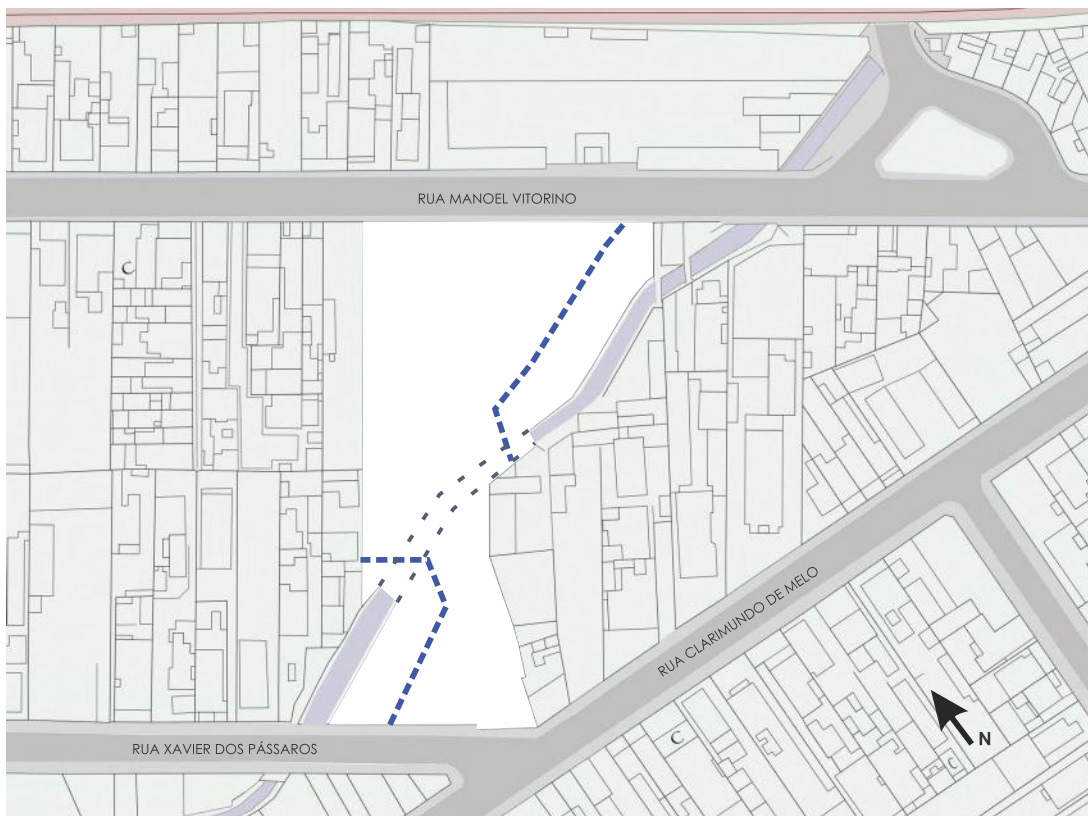 RUA MANOEL VITORINO
RUA CLARIMUNDO DE MELO
N
RUA XAVIER DOS PÁSSAROS